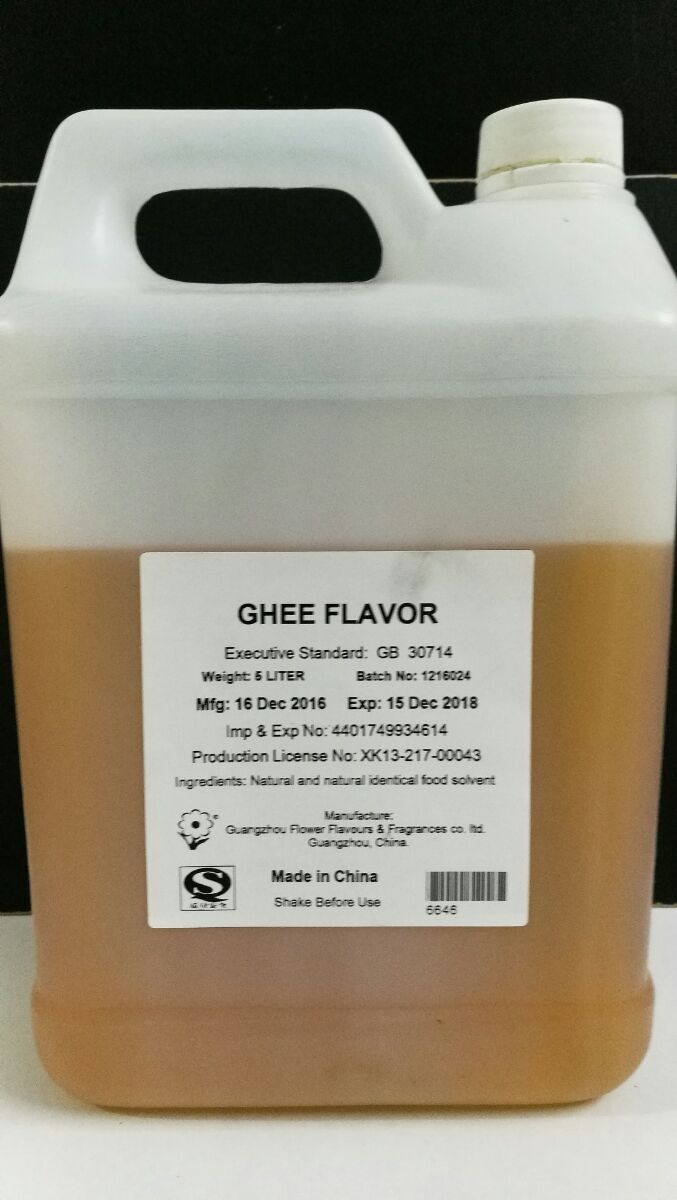 GHEE FLAVOR
Executive Standard: GB 30714
Weight: 5 LITER Batch No: 1216024
Mfg: 16 Dec 2016 Exp: 15 Dec 2018
Imp & Exp No: 4401749934614
Production License No: XK13-217-00043
Ingredients: Natural and natural identical food solvent
Manufacture:
Guangzhou Flower Flavours & Fragrances co. ltd.
Guangzhou, China.
Made in China
Shake Before Use
6646